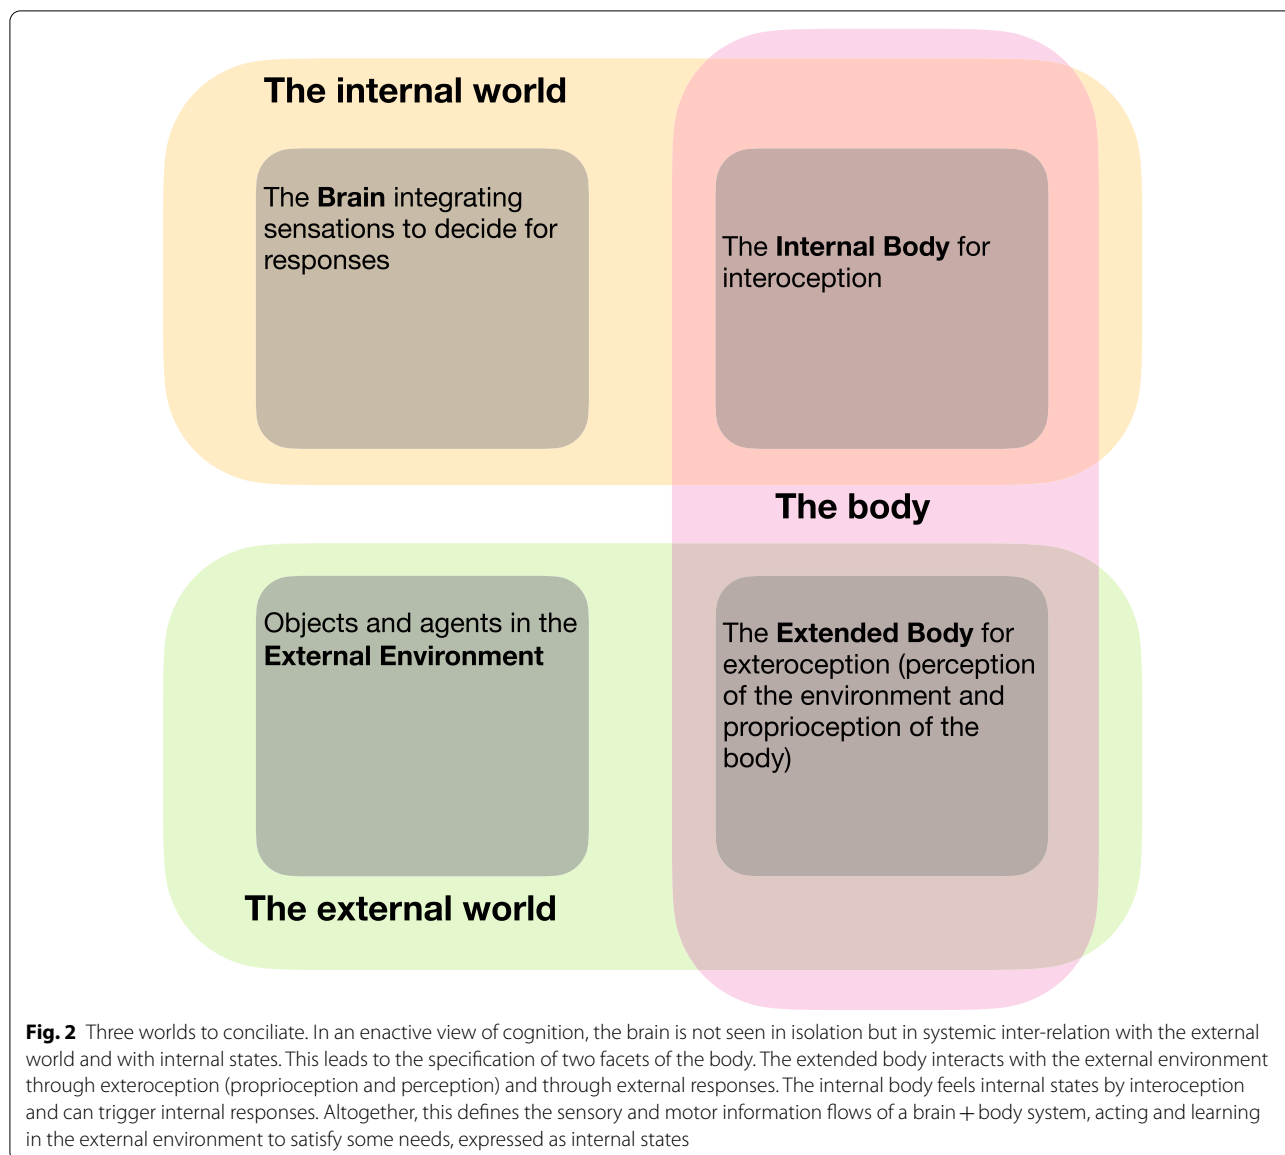 The internal world
The Brain integrating
sensations to decide for
responses
The Internal Body for
interoception
The body
Objects and agents in the
External Environment
The Extended Body for
exteroception (perception
of the environment and
proprioception of the
body)
The external world
Fig. 2 Three worlds to conciliate. In an enactive view of cognition, the brain is not seen in isolation but in systemic inter-relation with the external
world and with internal states. This leads to the specification of two facets of the body. The extended body interacts with the external environment
through exteroception (proprioception and perception) and through external responses. The internal body feels internal states by interoception
and can trigger internal responses. Altogether, this defines the sensory and motor information flows of a brain + body system, acting and learning
in the external environment to satisfy some needs, expressed as internal states